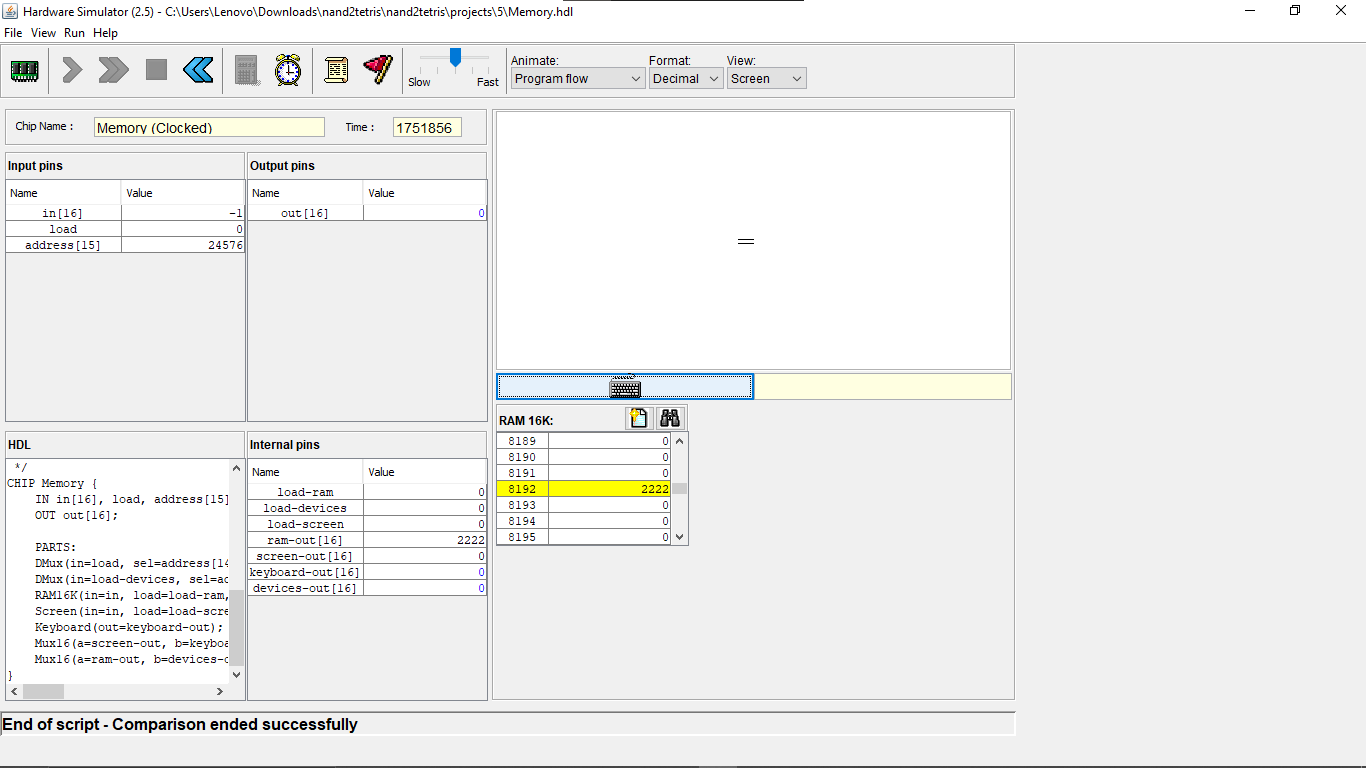 Hardware Simulator (2.5) - C:\Users\Lenovo\Downloads\nand2tetris\nand2tetris\projects\5\Memory.hdl
File View Run Help
Animate: Format: View:
Slow Fast Program flow Decimal Screen
Chip Name : Memory (Clocked) Time : 1751856
Input pins
Name Value
in[16] -1
load 0
address[15] 24576
Output pins
Name Value
out[16] 0
HDL
*/
CHIP Memory {
IN in[16], load, address[15]
OUT out[16];
PARTS:
DMux(in=load, sel=address[14
DMux(in=load-devices, sel=ad
RAM16K(in=in, load=load-ram,
Screen(in=in, load=load-scre
Keyboard(out=keyboard-out);
Mux16(a=screen-out, b=keyboa
Mux16(a=ram-out, b=devices-o
}
Internal pins
Name Value
load-ram 0
load-devices 0
load-screen 0
ram-out[16] 2222
screen-out[16] 0
keyboard-out[16] 0
devices-out[16] 0
RAM 16K:
8189 0
8190 0
8191 0
8192 2222
8193 0
8194 0
8195 0
End of script - Comparison ended successfully